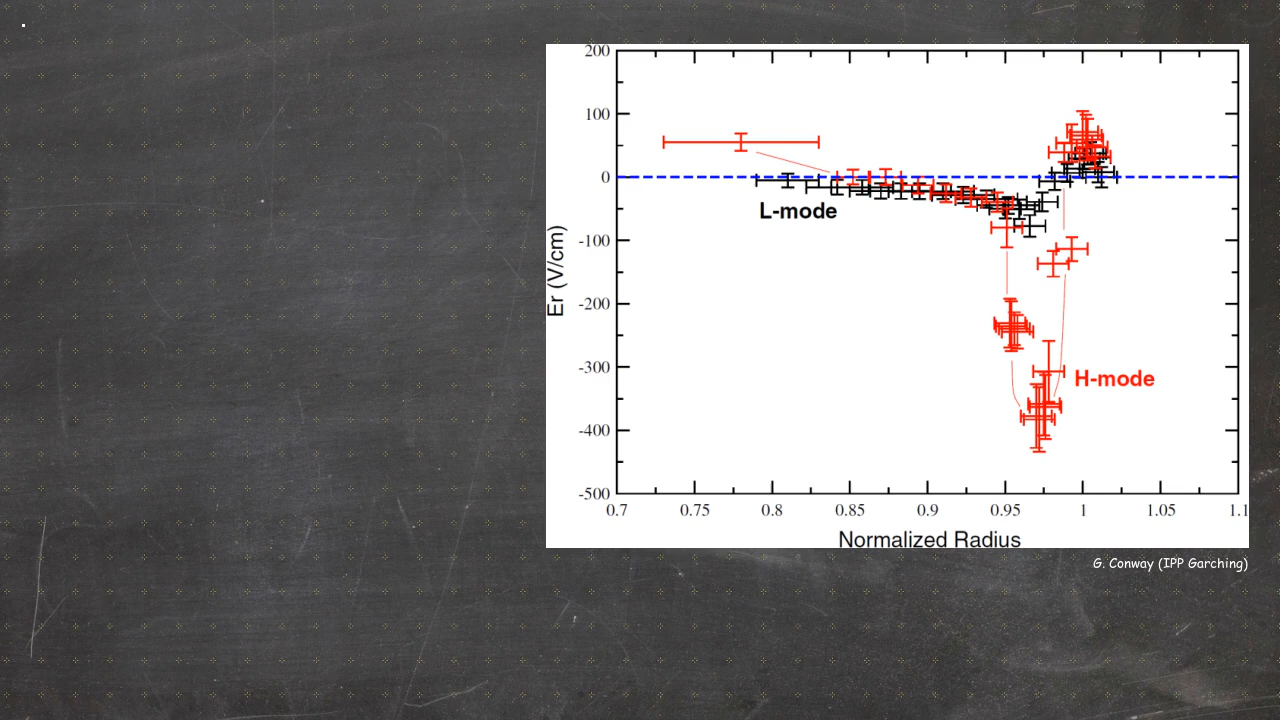 .
200
100
0
-100
-200
-300
-400
-500
Er (V/cm)
L-mode
H-mode
0.7 0.75 0.8 0.85 0.9 0.95 1 1.05 1.1
Normalized Radius
G. Conway (IPP Garching)